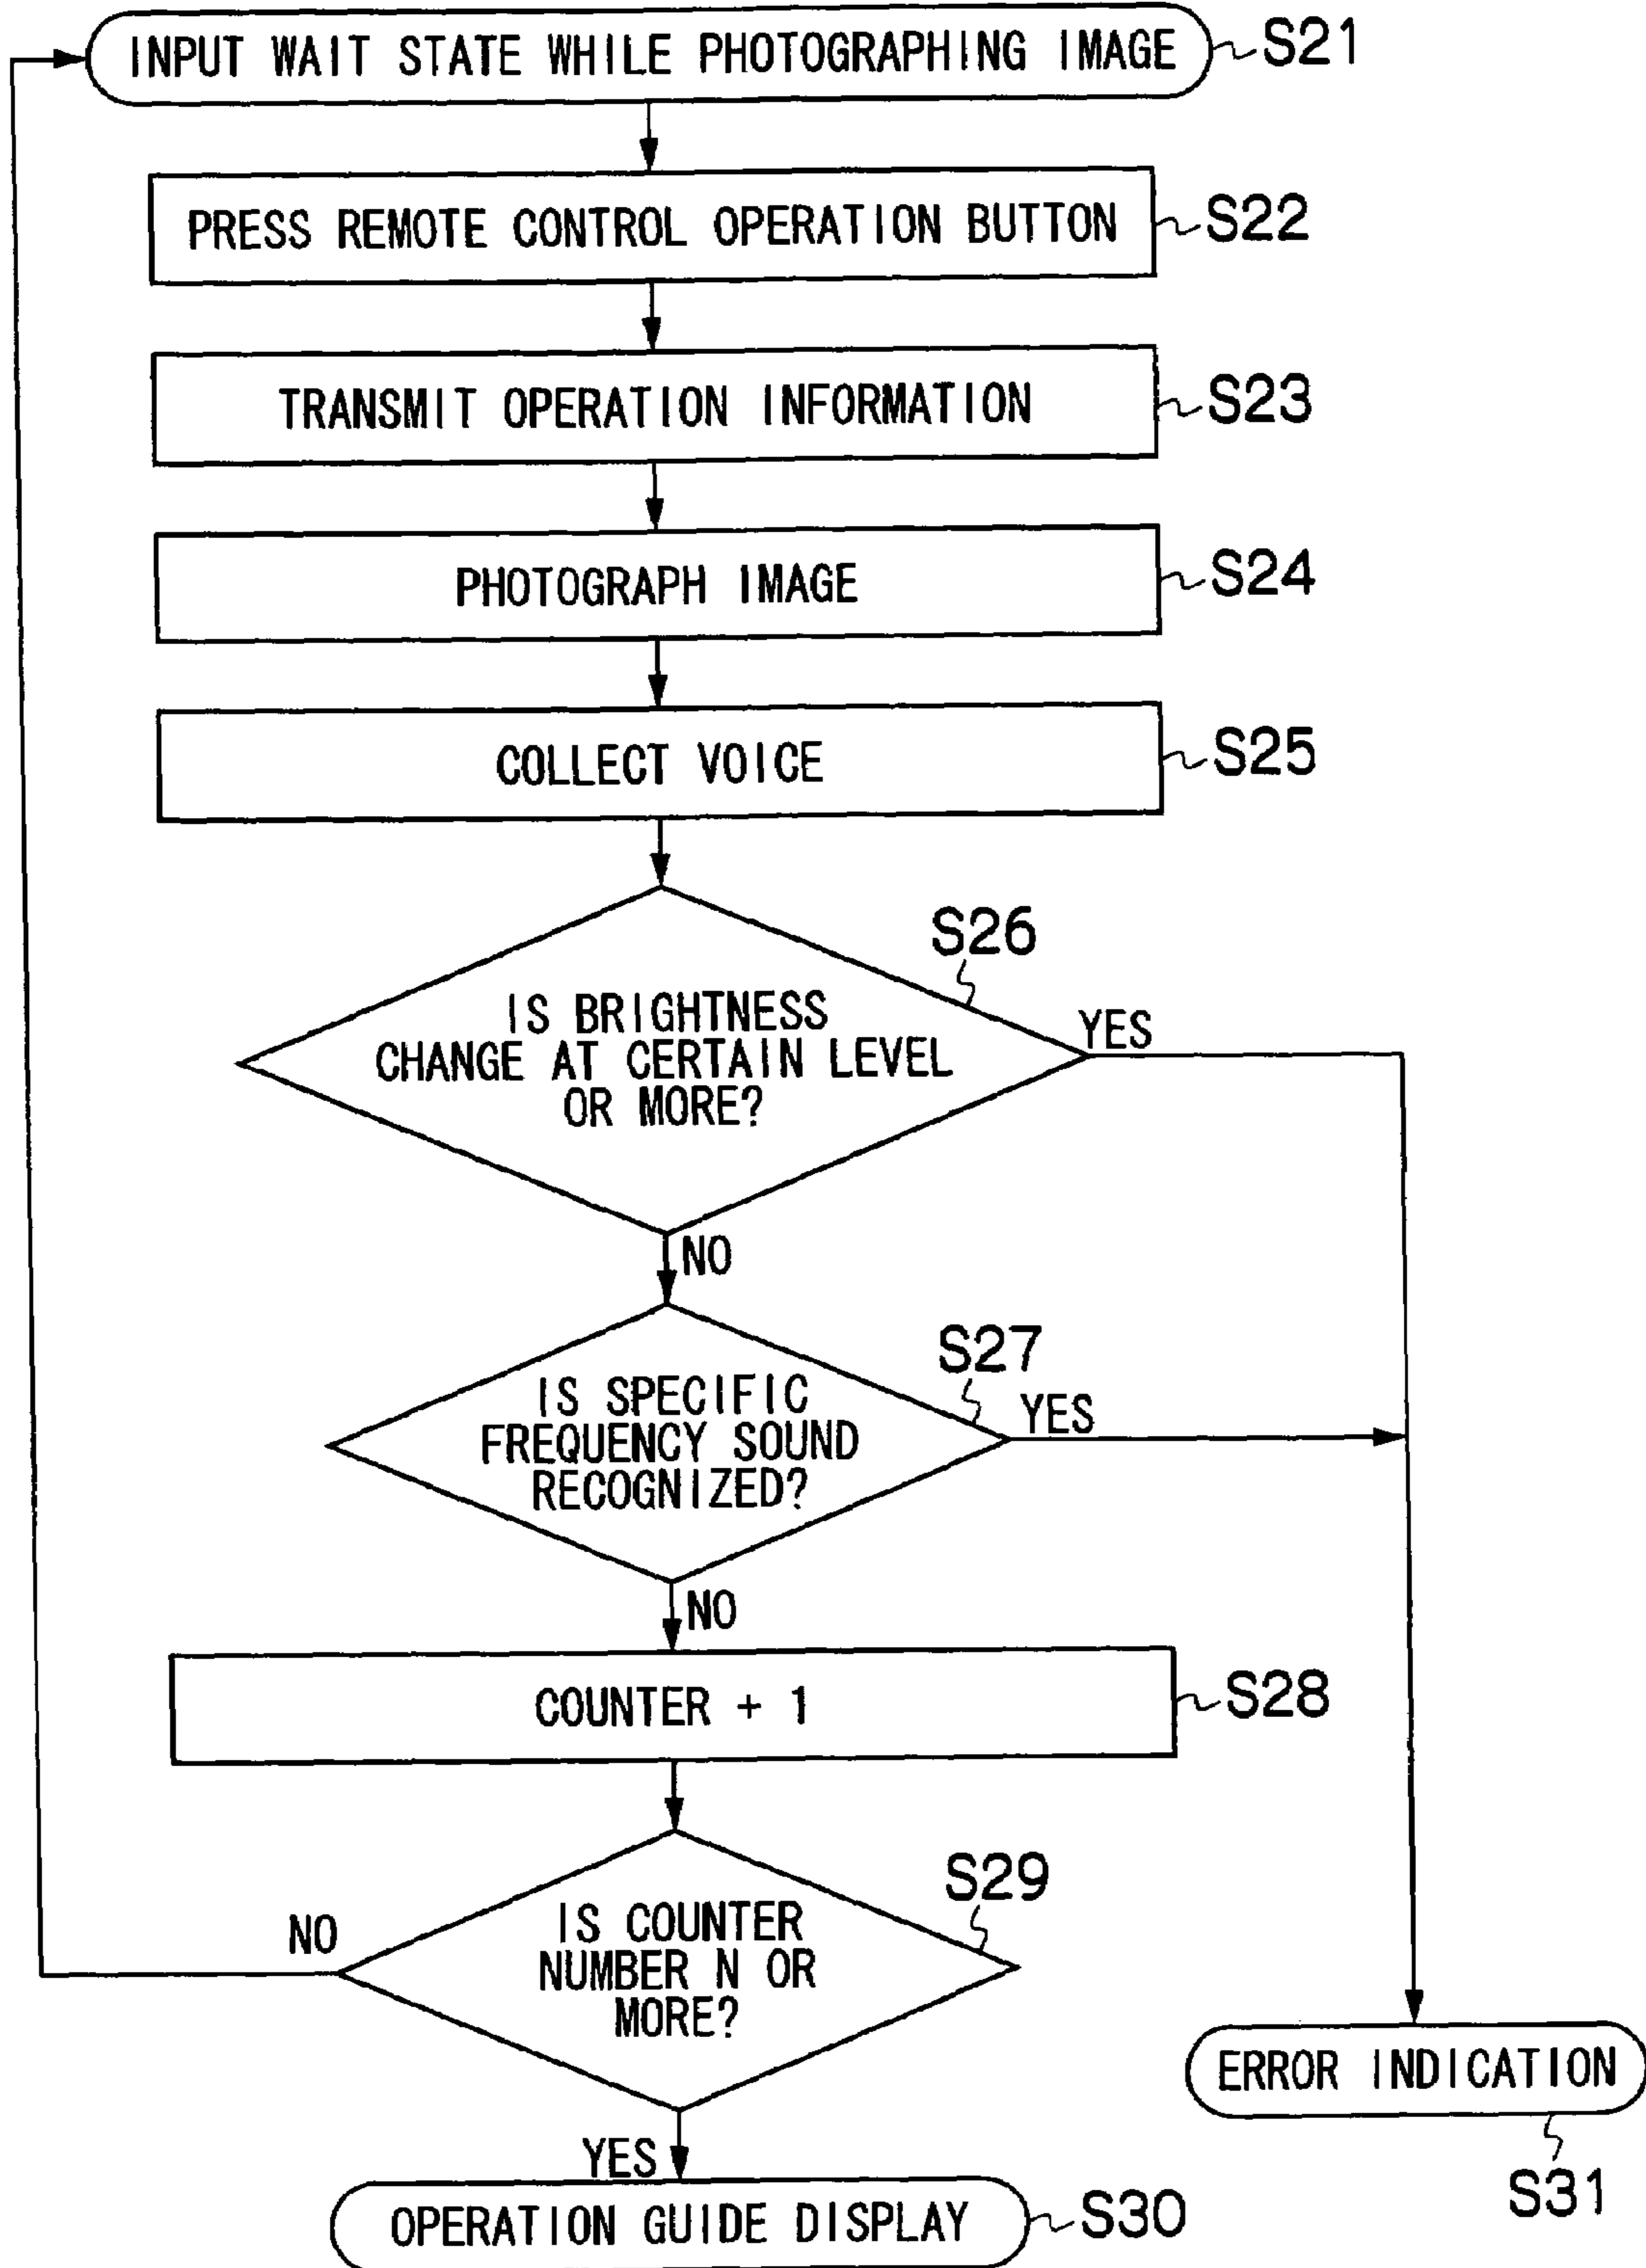 INPUT WAIT STATE WHILE PHOTOGRAPHING IMAGE
S21
PRESS REMOTE CONTROL OPERATION BUTTON
S22
TRANSMIT OPERATION INFORMATION
S23
PHOTOGRAPH IMAGE
S24
COLLECT VOICE
S25
S26
IS BRIGHTNESS
CHANGE AT CERTAIN LEVEL
OR MORE?
YES
NO
S27
IS SPECIFIC
FREQUENCY SOUND
RECOGNIZED?
YES
NO
COUNTER + 1
S28
S29
IS COUNTER
NUMBER N OR
MORE?
NO
YES
ERROR INDICATION
S31
OPERATION GUIDE DISPLAY
S30